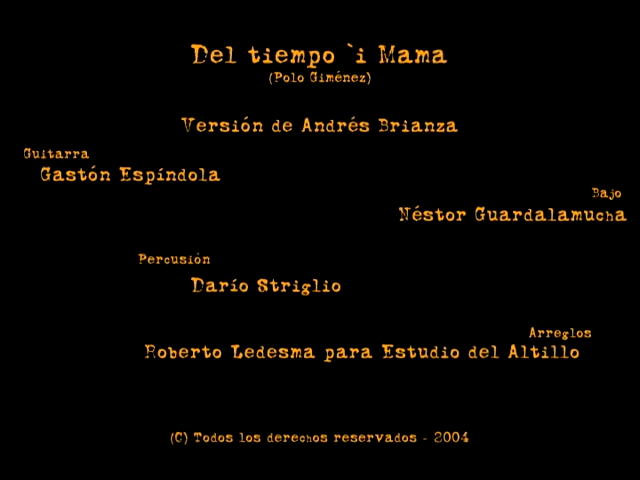 Del tiempo `i Mama
(Polo Giménez)
Versión de Andrés Brianza
Guitarra
Gastón Espíndola
Bajo
Néstor Guardalamucha
Percusión
Darío Striglio
Arreglos
Roberto Ledesma para Estudio del Altillo
(C) Todos los derechos reservados - 2004